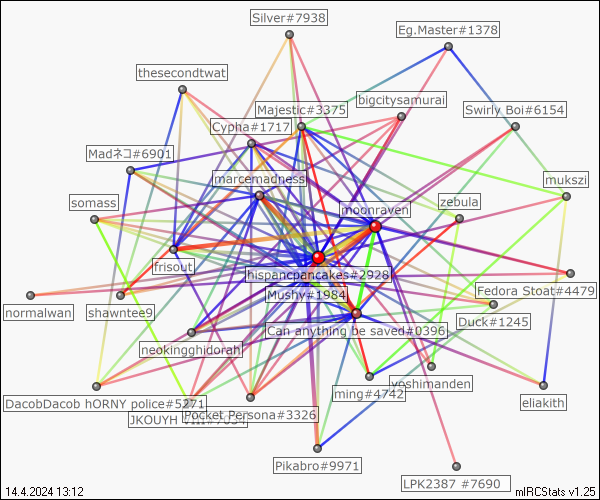 Silver#7938
Eg.Master#1378
thesecondtwat
bigcitysamurai
Majestic#3375
Swirly Boi#6154
Cypha#1717
Madネコ#6901
marcemadness
mukszi
somass
zebula
moonraven
frisout
hispancpancakes#2928
Fedora Stoat#4479
Mushy#1984
normalwan
shawntee9
Duck#1245
Can anything be saved#0396
neokingghidorah
yoshimanden
ming#4742
eliakith
DacobDacob hORNY police#5271
Pocket Persona#3326
JKOUYH
Pikabro#9971
LPK2387 #7690
14.4.2024 13:12
mIRCStats v1.25